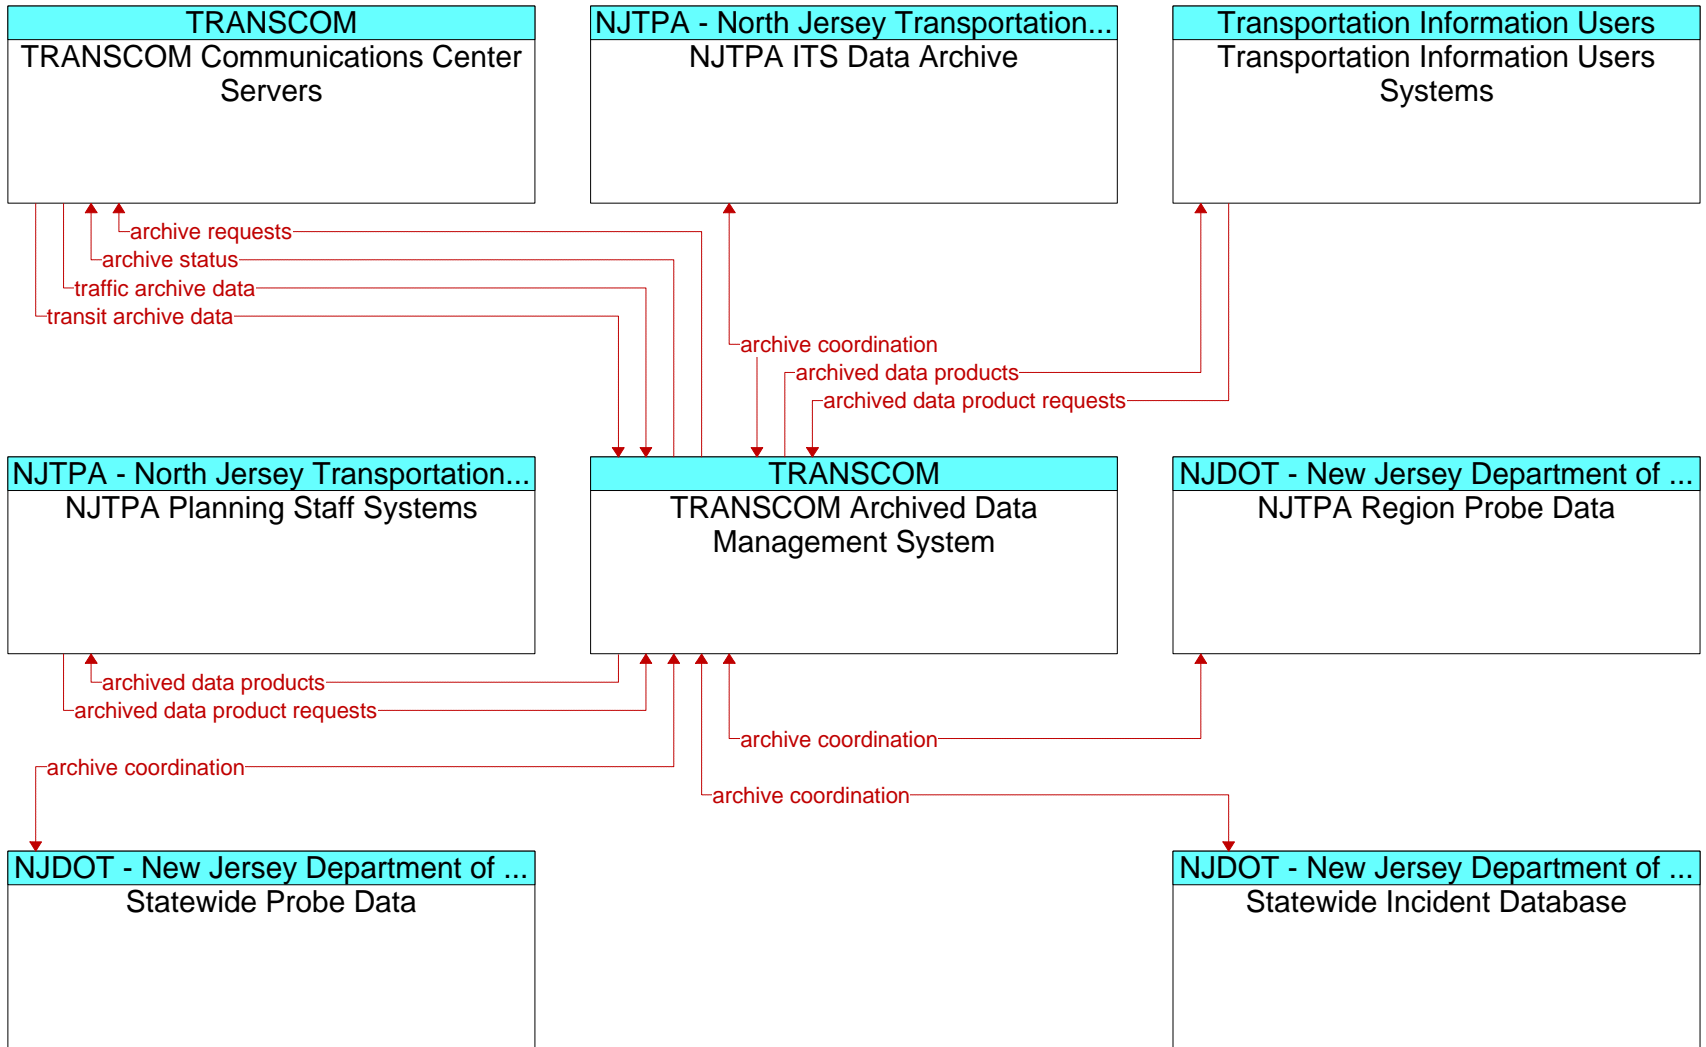 TRANSCOM
TRANSCOM Communications Center
Servers
NJTPA - North Jersey Transportation...
NJTPA ITS Data Archive
Transportation Information Users
Transportation Information Users
Systems
archive requests
archive status
traffic archive data
transit archive data
archive coordination
archived data products
archived data product requests
NJTPA - North Jersey Transportation...
NJTPA Planning Staff Systems
TRANSCOM
TRANSCOM Archived Data
Management System
NJDOT - New Jersey Department of ...
NJTPA Region Probe Data
archived data products
archived data product requests
archive coordination
archive coordination
archive coordination
NJDOT - New Jersey Department of ...
Statewide Probe Data
NJDOT - New Jersey Department of ...
Statewide Incident Database